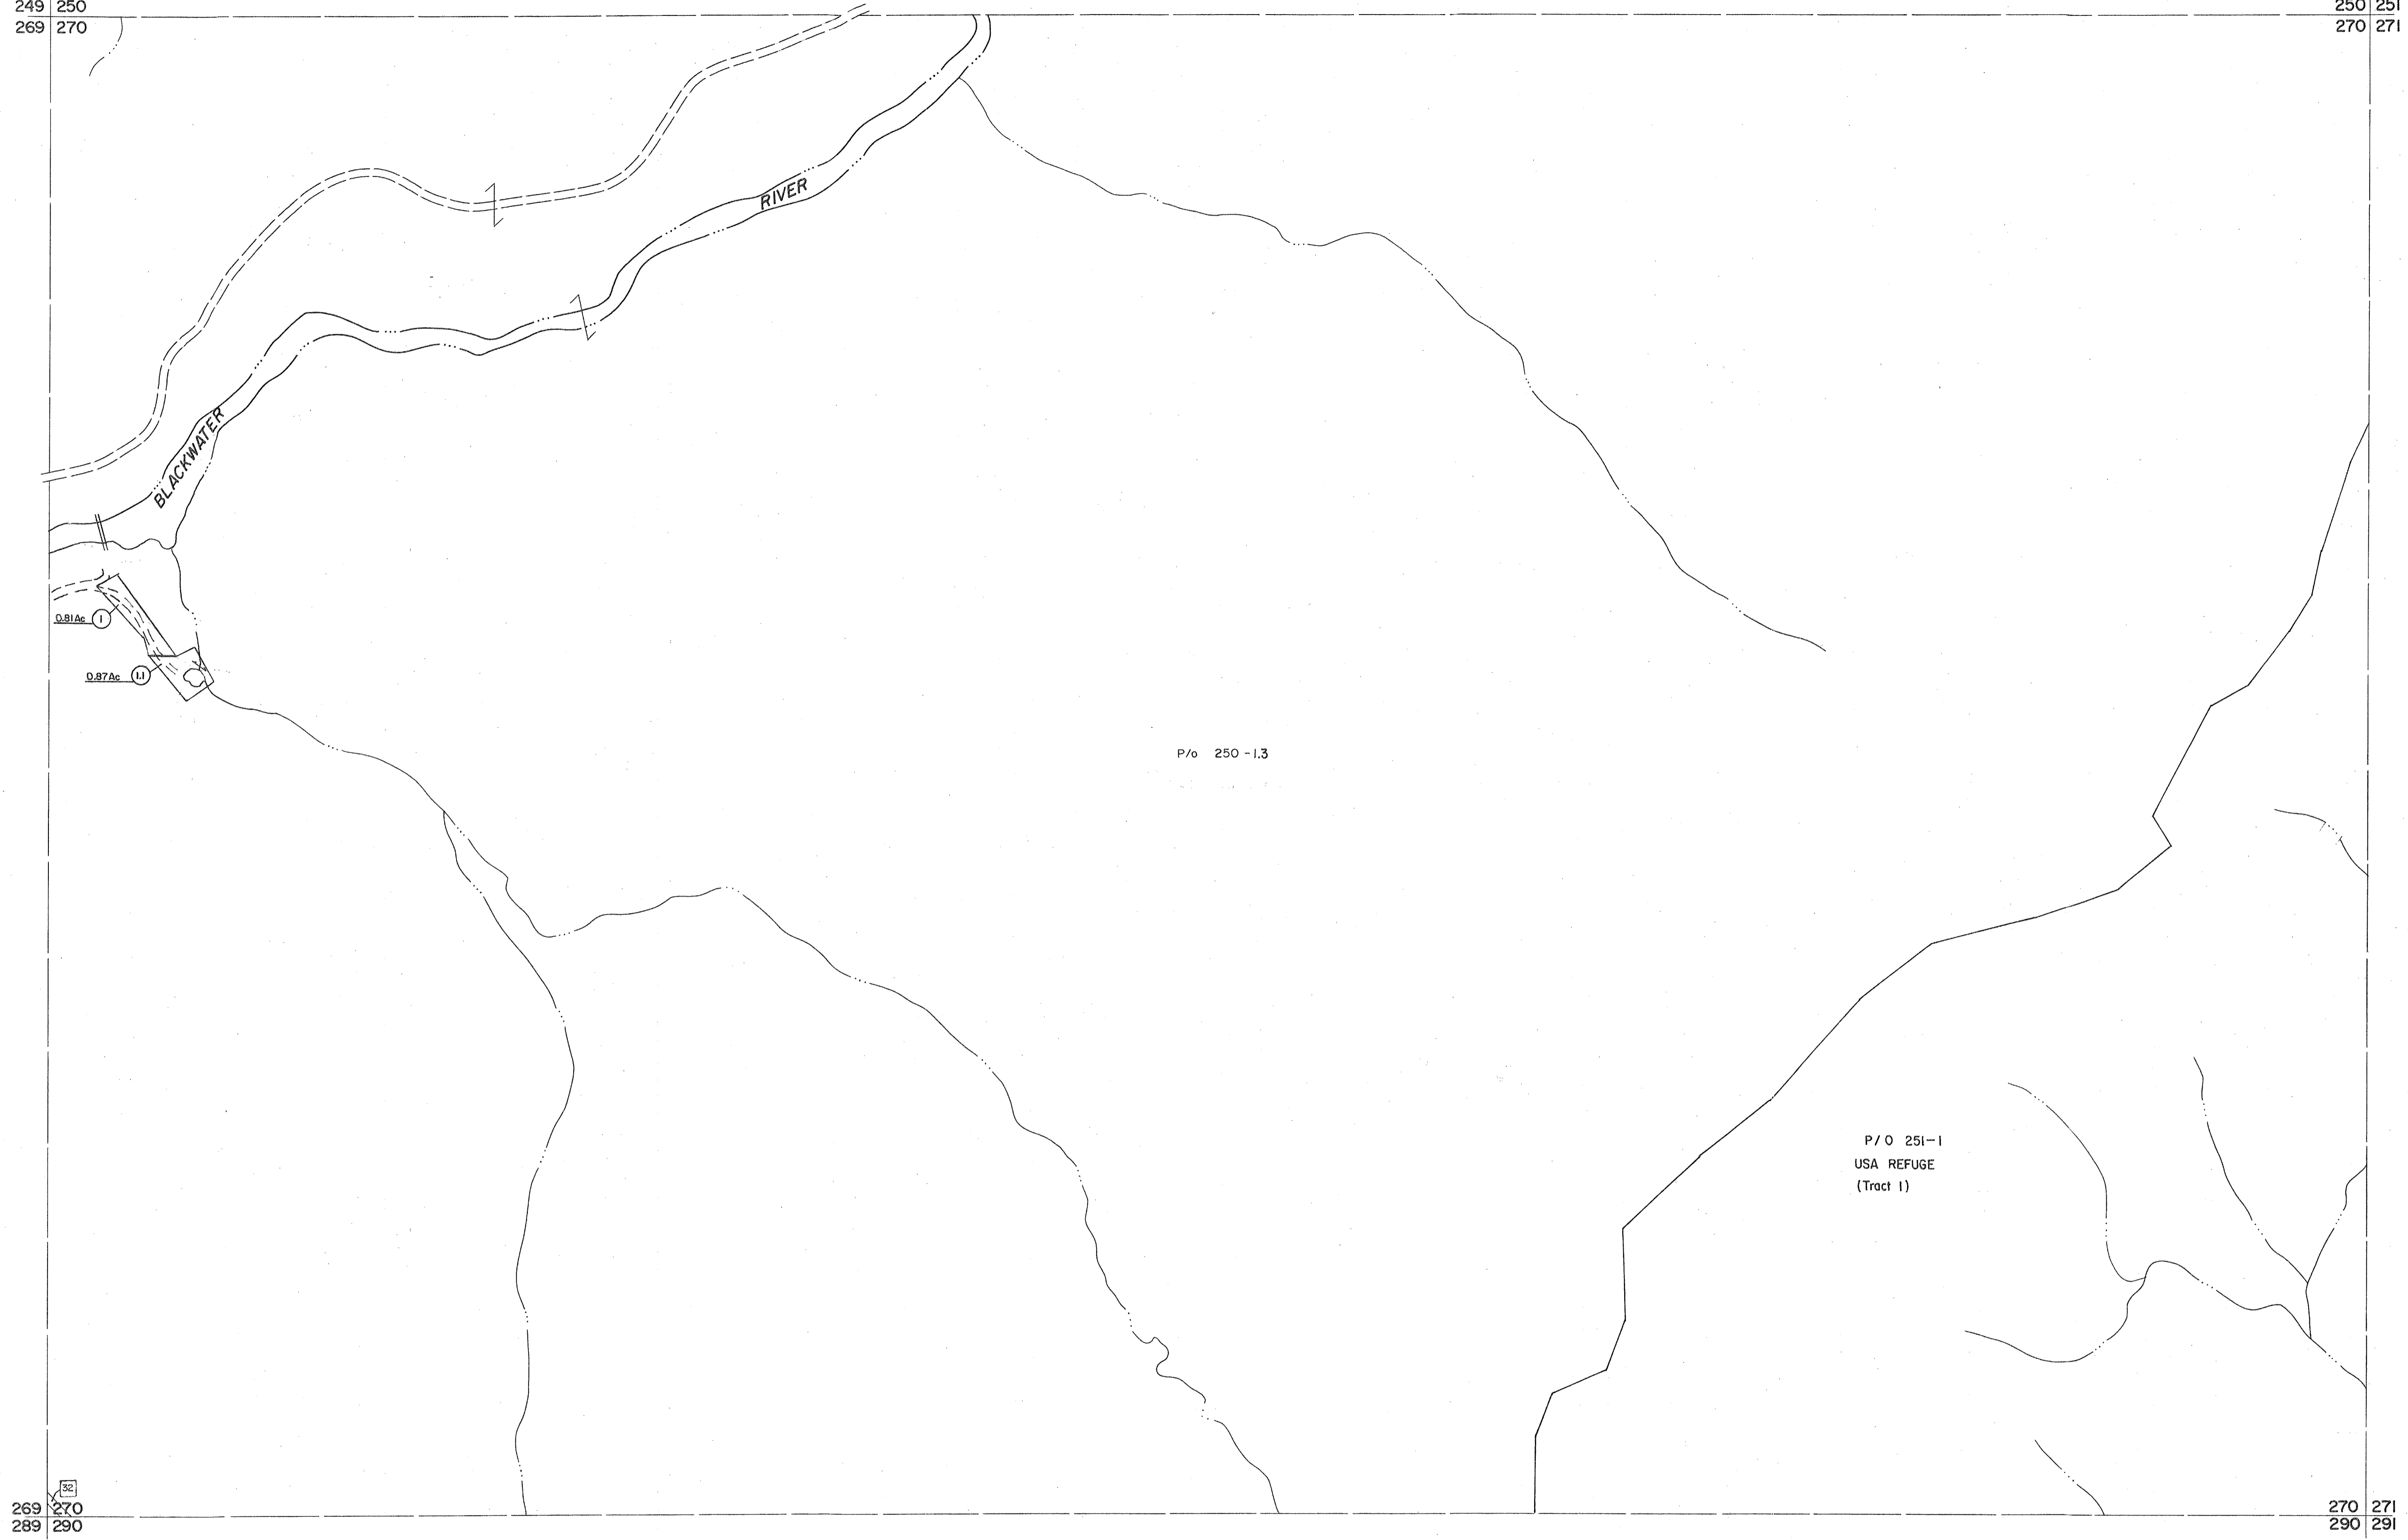 249 250
250 251
269 270
270 271
RIVER
BLACKWATER
0.81Ac 1
0.87Ac 1.1
P/o 250-1.3
P/O 251-1
USA REFUGE
(Tract 1)
32
269 270
270 271
289 290
290 291